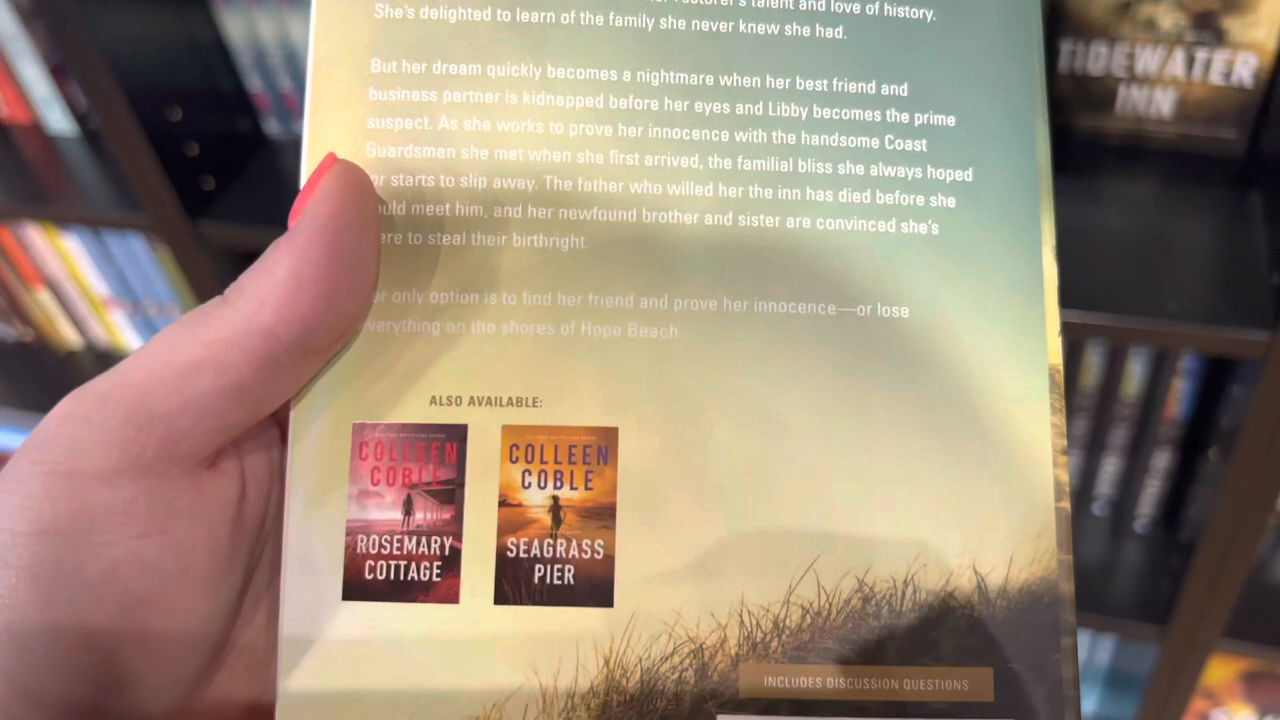 talent and love of history.
She's delighted to learn of the family she never knew she had.
But her dream quickly becomes a nightmare when her best friend and
business partner is kidnapped before her eyes and Libby becomes the prime
suspect. As she works to prove her innocence with the handsome Coast
Guardsman she met when she first arrived, the familial bliss she always hoped
starts to slip away. The father who willed her the inn has died before she
meet him, and her newfound brother and sister are convinced she's
to steal their birthright.
only option is to find her friend and prove her innocence—or lose
everything on the shores of Hope Beach
ALSO AVAILABLE:
COLLEEN
COBLE
ROSEMARY
COTTAGE
COLLEEN
COBLE
SEAGRASS
PIER
INCLUDES DISCUSSION QUESTIONS
TIDEWATER
INN